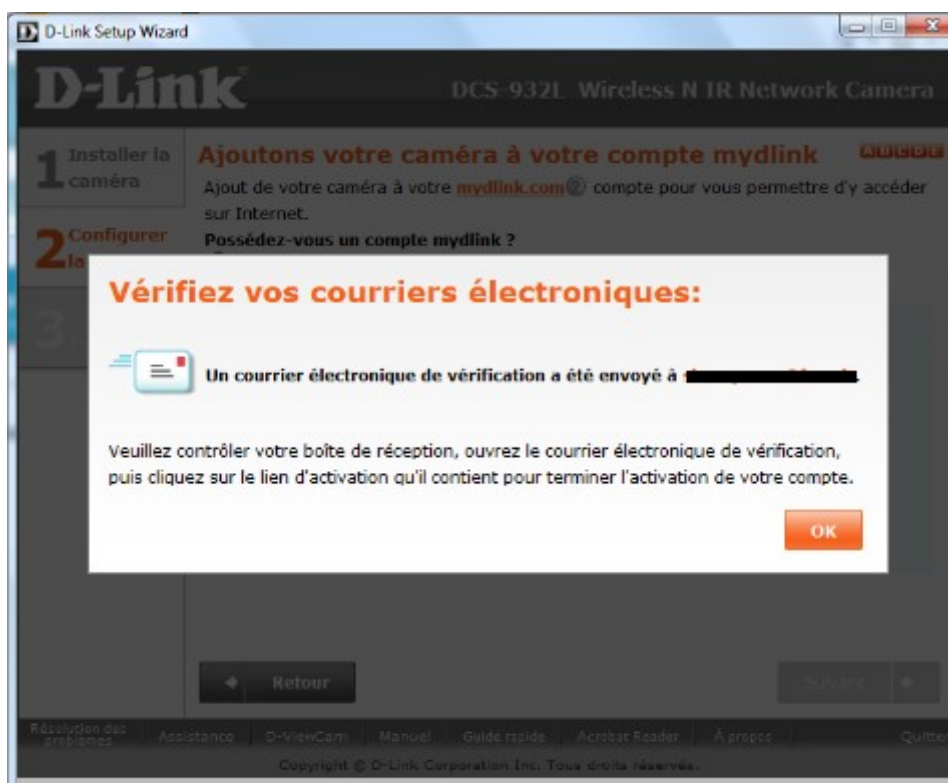 D-Link Setup Wizard
D-Link
DCS-932L Wireless N IR Network Camera
1 Installer la
caméra
2 Configurer
la
3
Ajoutons votre caméra à votre compte mydlink
A B C D E
Ajout de votre caméra à votre mydlink.com compte pour vous permettre d'y accéder
sur Internet.
Possédez-vous un compte mydlink ?
Vérifiez vos courriers électroniques:
Un courrier électronique de vérification a été envoyé à
Veuillez contrôler votre boîte de réception, ouvrez le courrier électronique de vérification,
puis cliquez sur le lien d'activation qu'il contient pour terminer l'activation de votre compte.
OK
Retour
Suivant
Résolution des
problèmes
Assistance
D-ViewCam
Manuel
Guide rapide
Acrobat Reader
À propos
Quitter
Copyright © D-Link Corporation Inc. Tous droits réservés.